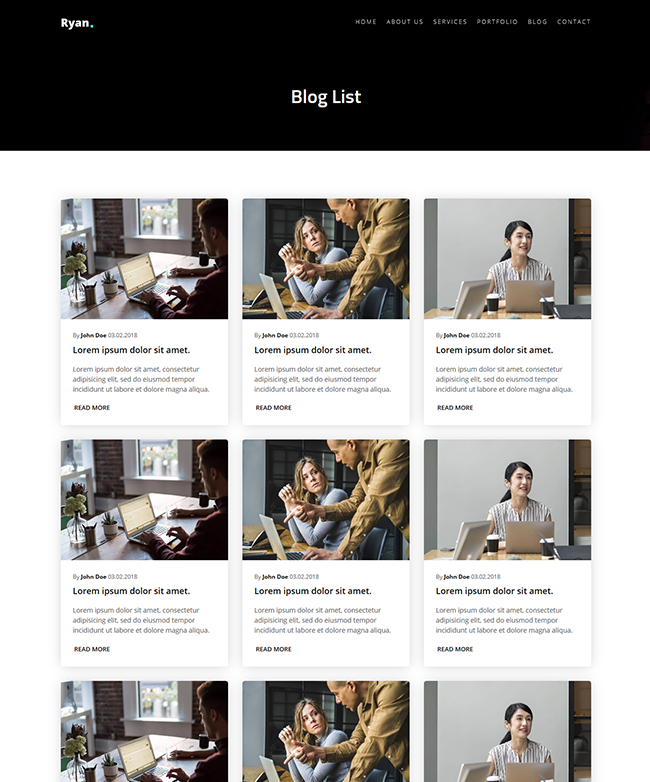 Ryan.
HOME ABOUT US SERVICES PORTFOLIO BLOG CONTACT
Blog List
By John Doe 03.02.2018
Lorem ipsum dolor sit amet.
Lorem ipsum dolor sit amet, consectetur
adipisicing elit, sed do eiusmod tempor
incididunt ut labore et dolore magna aliqua.
READ MORE
By John Doe 03.02.2018
Lorem ipsum dolor sit amet.
Lorem ipsum dolor sit amet, consectetur
adipisicing elit, sed do eiusmod tempor
incididunt ut labore et dolore magna aliqua.
READ MORE
By John Doe 03.02.2018
Lorem ipsum dolor sit amet.
Lorem ipsum dolor sit amet, consectetur
adipisicing elit, sed do eiusmod tempor
incididunt ut labore et dolore magna aliqua.
READ MORE
By John Doe 03.02.2018
Lorem ipsum dolor sit amet.
Lorem ipsum dolor sit amet, consectetur
adipisicing elit, sed do eiusmod tempor
incididunt ut labore et dolore magna aliqua.
READ MORE
By John Doe 03.02.2018
Lorem ipsum dolor sit amet.
Lorem ipsum dolor sit amet, consectetur
adipisicing elit, sed do eiusmod tempor
incididunt ut labore et dolore magna aliqua.
READ MORE
By John Doe 03.02.2018
Lorem ipsum dolor sit amet.
Lorem ipsum dolor sit amet, consectetur
adipisicing elit, sed do eiusmod tempor
incididunt ut labore et dolore magna aliqua.
READ MORE